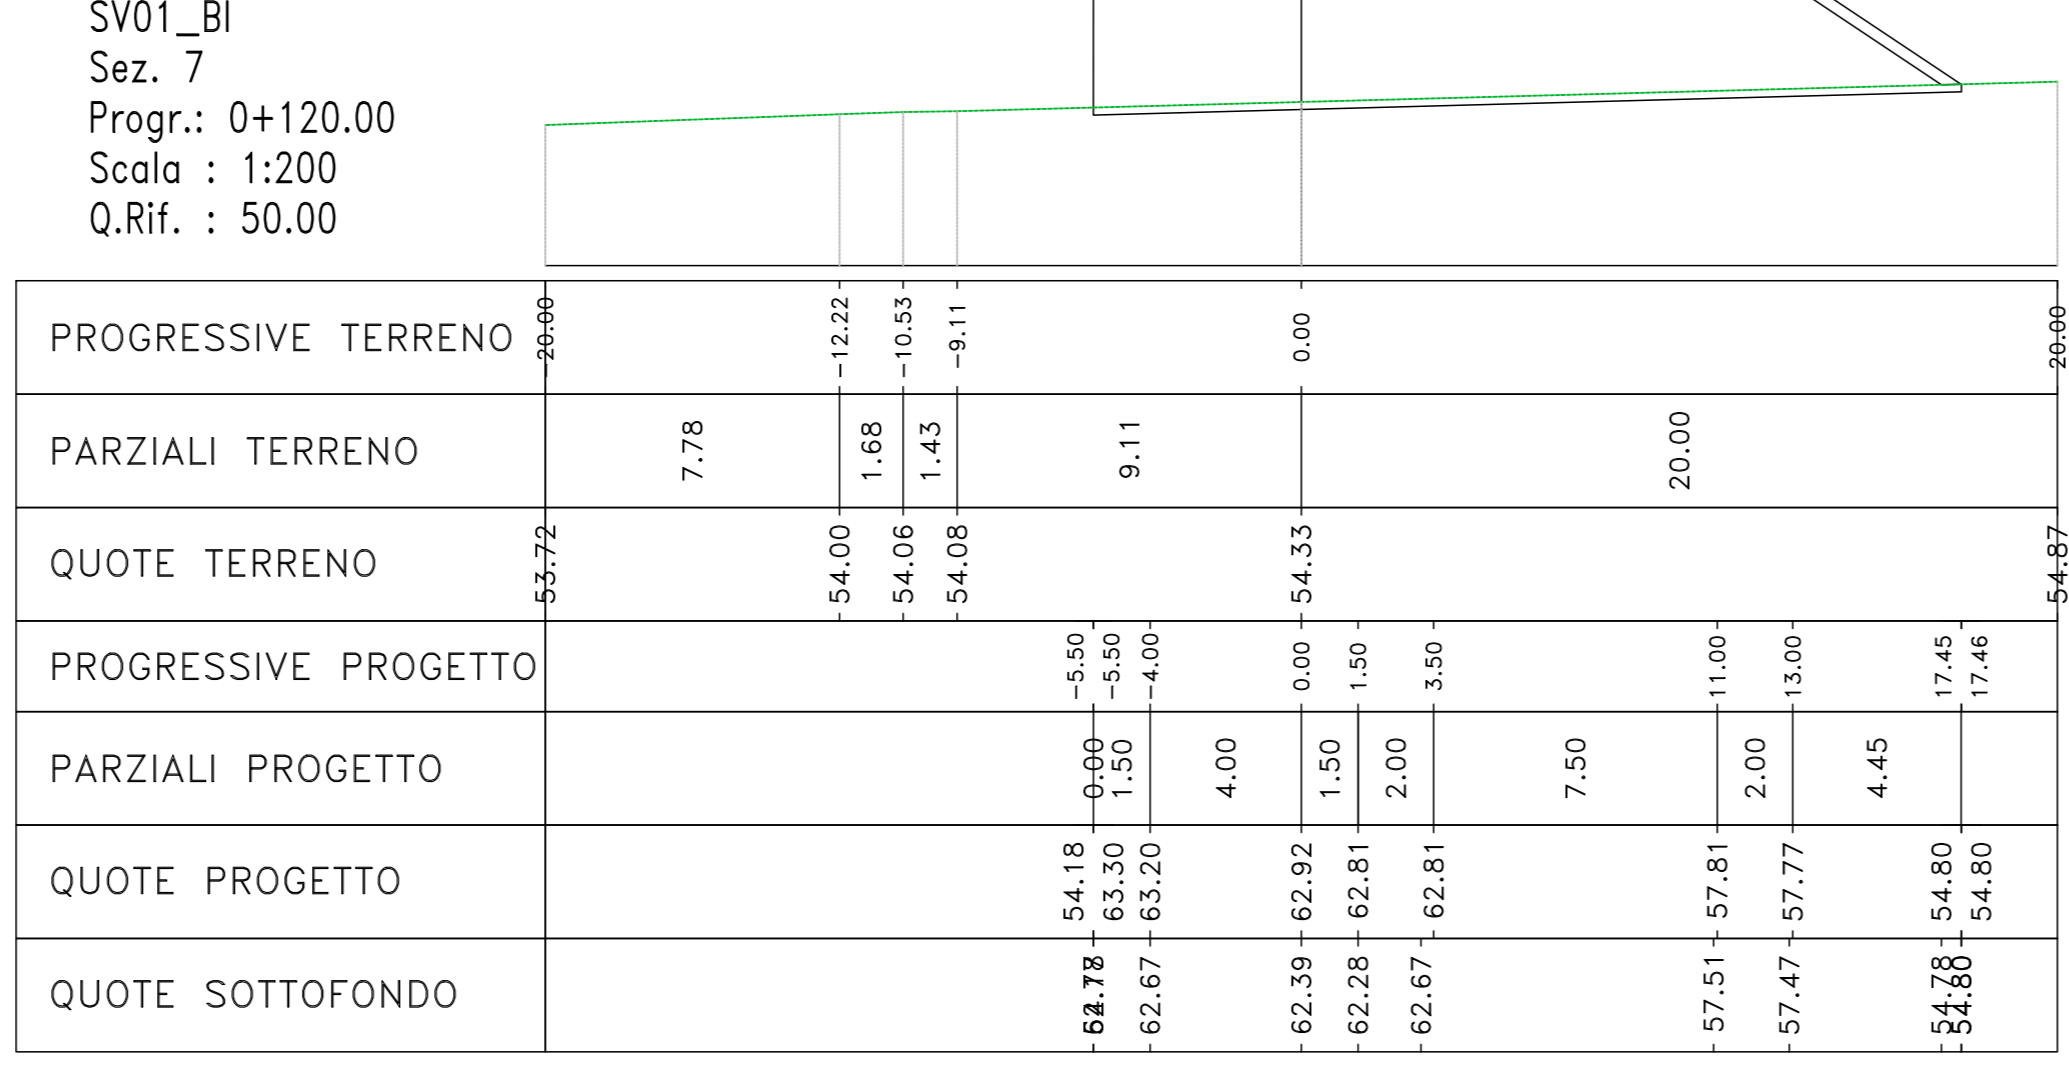 SV01_BI
Sez. 7
Progr.: 0+120.00
Scala : 1:200
Q.Rif. : 50.00
PROGRESSIVE TERRENO -20.00 -12.22 -10.53 -9.11 0.00 20.00
PARZIALI TERRENO 7.78 1.68 1.43 9.11 20.00
QUOTE TERRENO 53.72 54.00 54.06 54.08 54.33 54.87
PROGRESSIVE PROGETTO -5.50 -5.50 -4.00 0.00 1.50 3.50 11.00 13.00 17.45 17.46
PARZIALI PROGETTO 0.00 1.50 4.00 1.50 2.00 7.50 2.00 4.45
QUOTE PROGETTO 54.18 63.30 63.20 62.92 62.81 62.81 57.81 57.77 54.80 54.80
QUOTE SOTTOFONDO 62.67 62.39 62.28 62.67 57.51 57.47 54.78 54.80